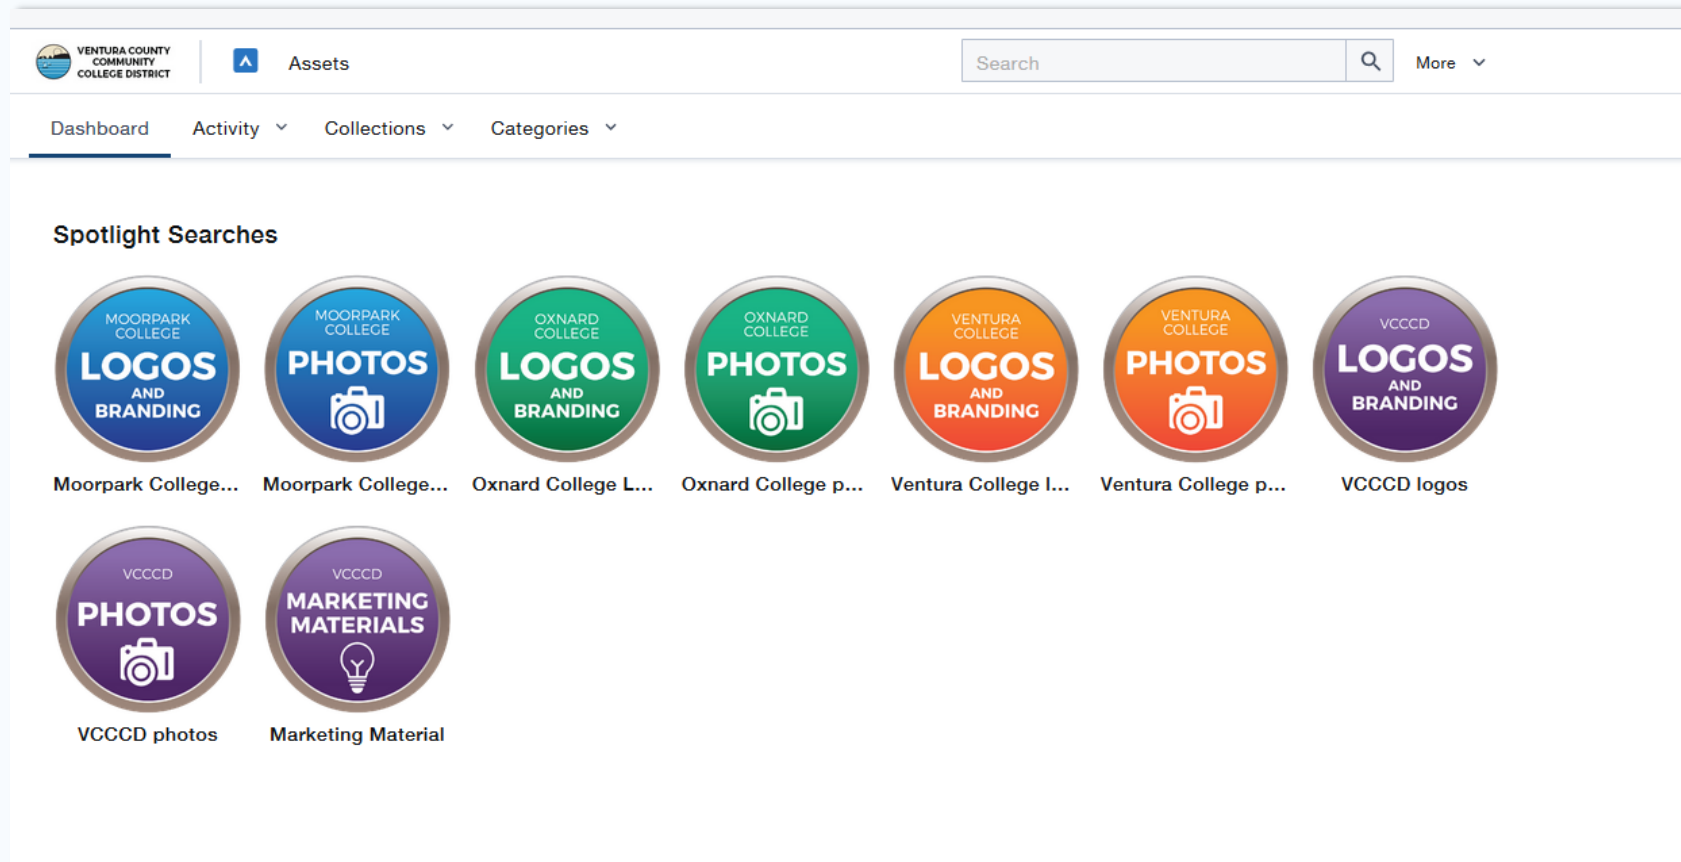 VENTURA COUNTY
COMMUNITY
COLLEGE DISTRICT
Assets
Search
More
Dashboard
Activity
Collections
Categories
Spotlight Searches
MOORPARK
COLLEGE
LOGOS
AND
BRANDING
Moorpark College...
MOORPARK
COLLEGE
PHOTOS
Moorpark College...
OXNARD
COLLEGE
LOGOS
AND
BRANDING
Oxnard College L...
OXNARD
COLLEGE
PHOTOS
Oxnard College p...
VENTURA
COLLEGE
LOGOS
AND
BRANDING
Ventura College l...
VENTURA
COLLEGE
PHOTOS
Ventura College p...
VCCCD
LOGOS
AND
BRANDING
VCCCD logos
VCCCD
PHOTOS
VCCCD photos
VCCCD
MARKETING
MATERIALS
Marketing Material